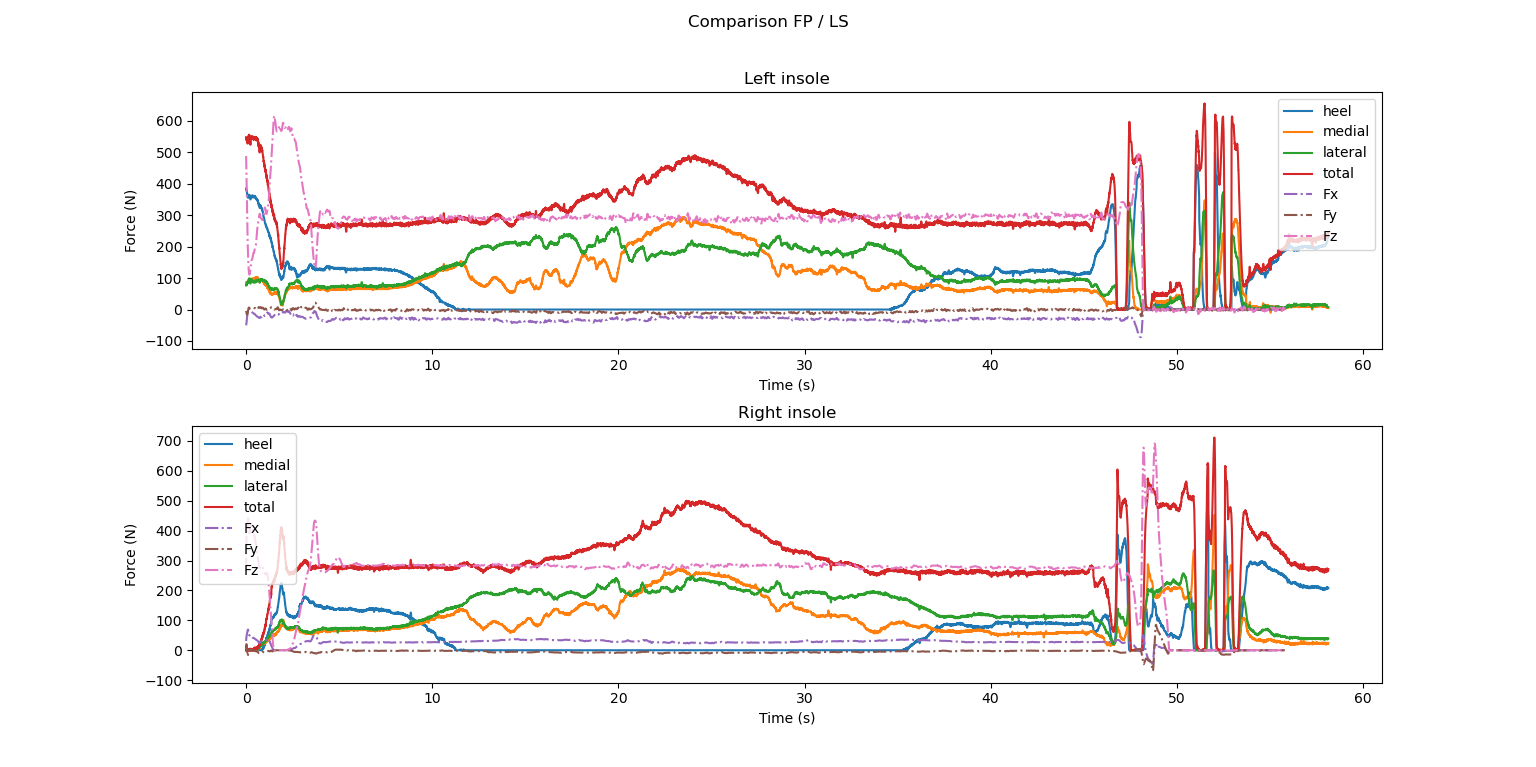 Comparison FP / LS
Left insole
600
500
400
300
200
100
0
−100
Force (N)
heel
medial
lateral
total
Fx
Fy
Fz
0
10
20
30
40
50
60
Time (s)
Right insole
700
600
500
400
300
200
100
0
−100
Force (N)
heel
medial
lateral
total
Fx
Fy
Fz
0
10
20
30
40
50
60
Time (s)